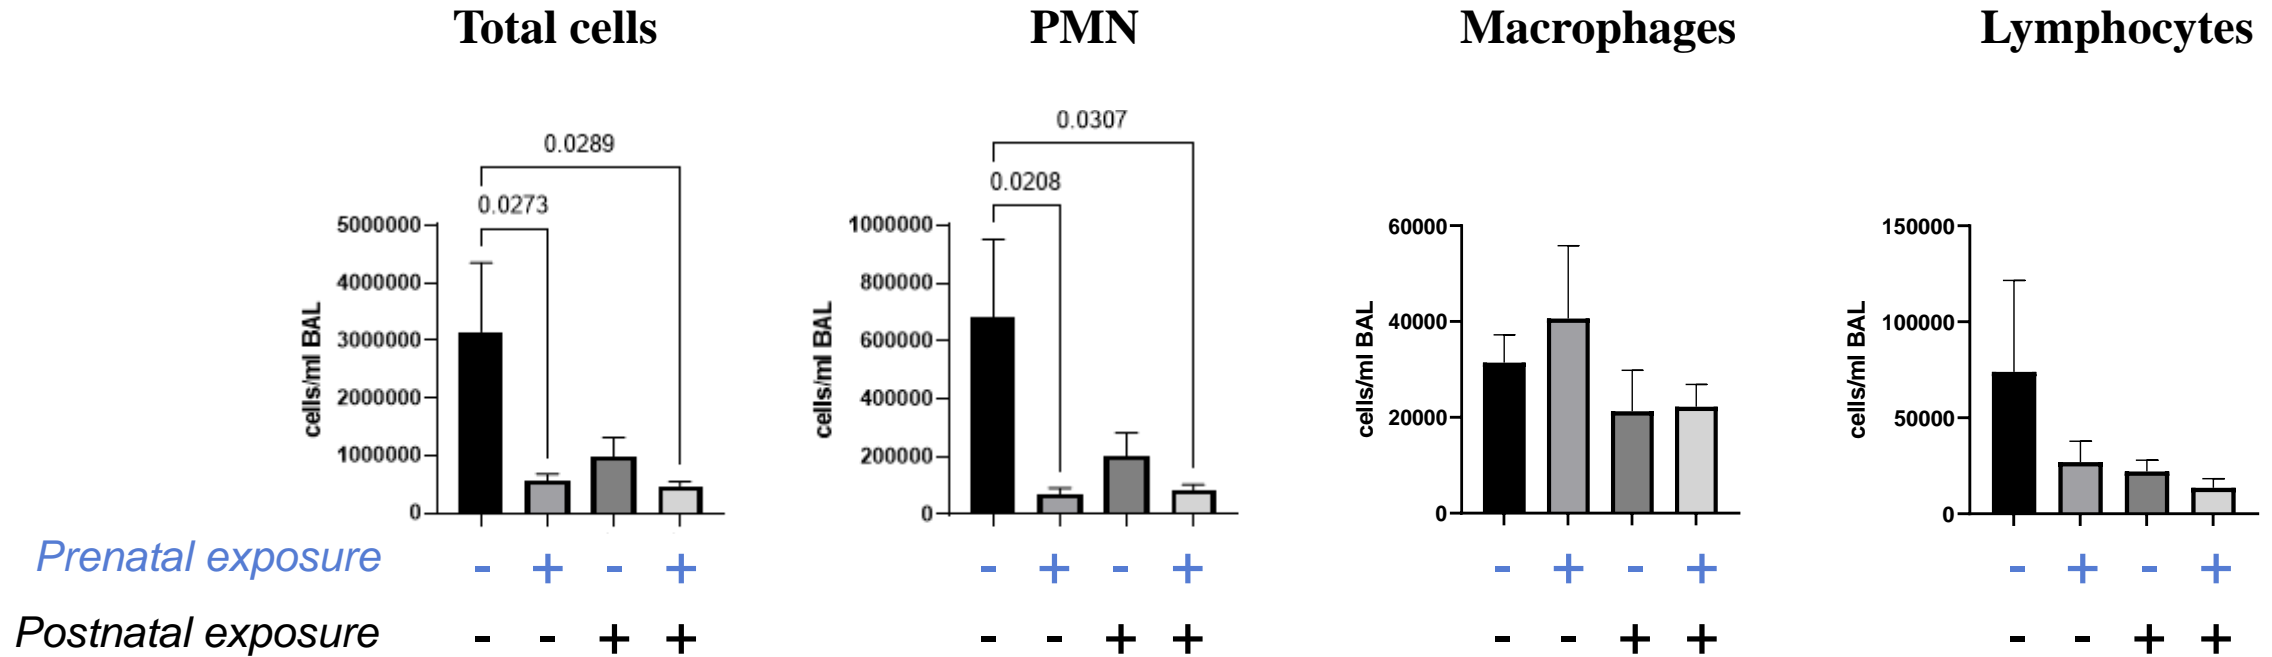 Total cells
PMN
Macrophages
Lymphocytes
0.0289
0.0273
5000000
4000000
3000000
2000000
1000000
0
cells/ml BAL
0.0307
0.0208
1000000
800000
600000
400000
200000
0
cells/ml BAL
60000
40000
20000
0
cells/ml BAL
150000
100000
50000
0
cells/ml BAL
Prenatal exposure - + - + - + - + - + - + - + - +
Postnatal exposure - - + + - - + + - - + + - - + +